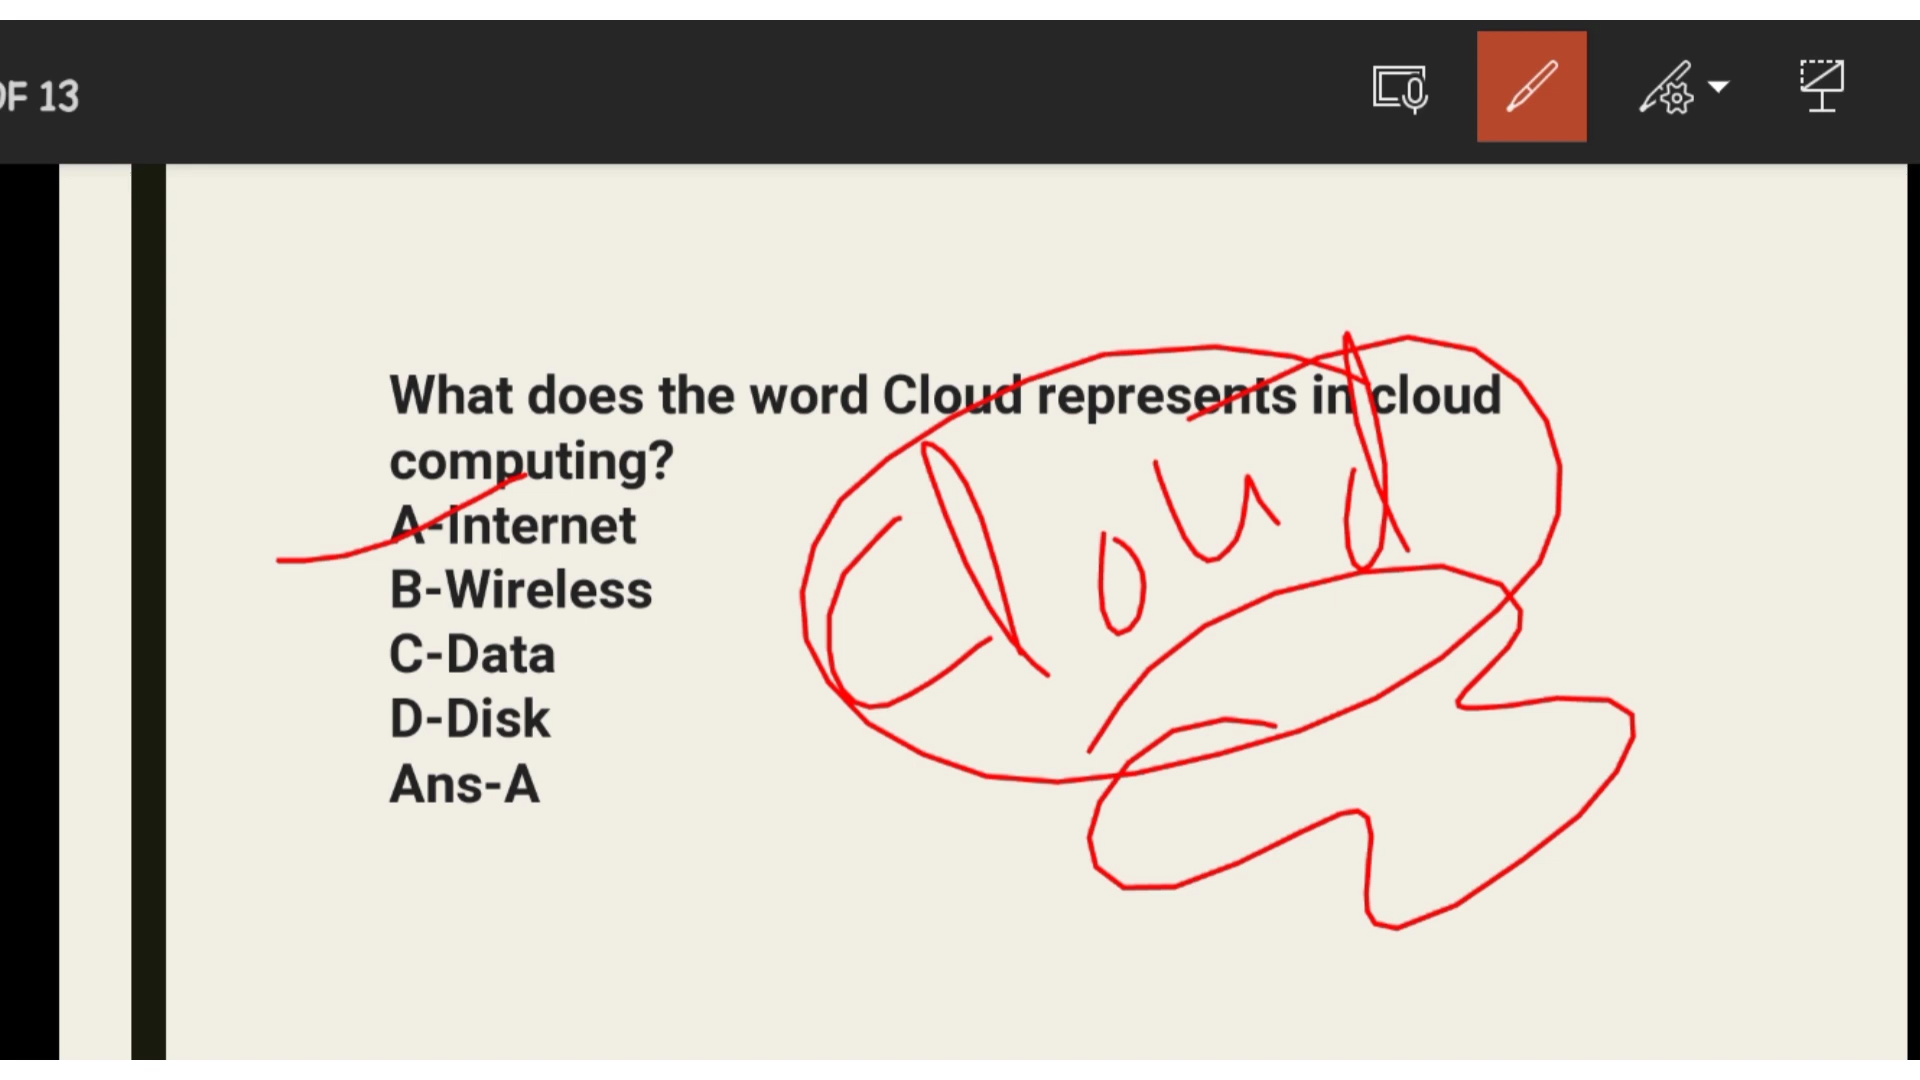 OF 13
What does the word Cloud represents in cloud
computing?
A-Internet
B-Wireless
C-Data
D-Disk
Ans-A
Cloud